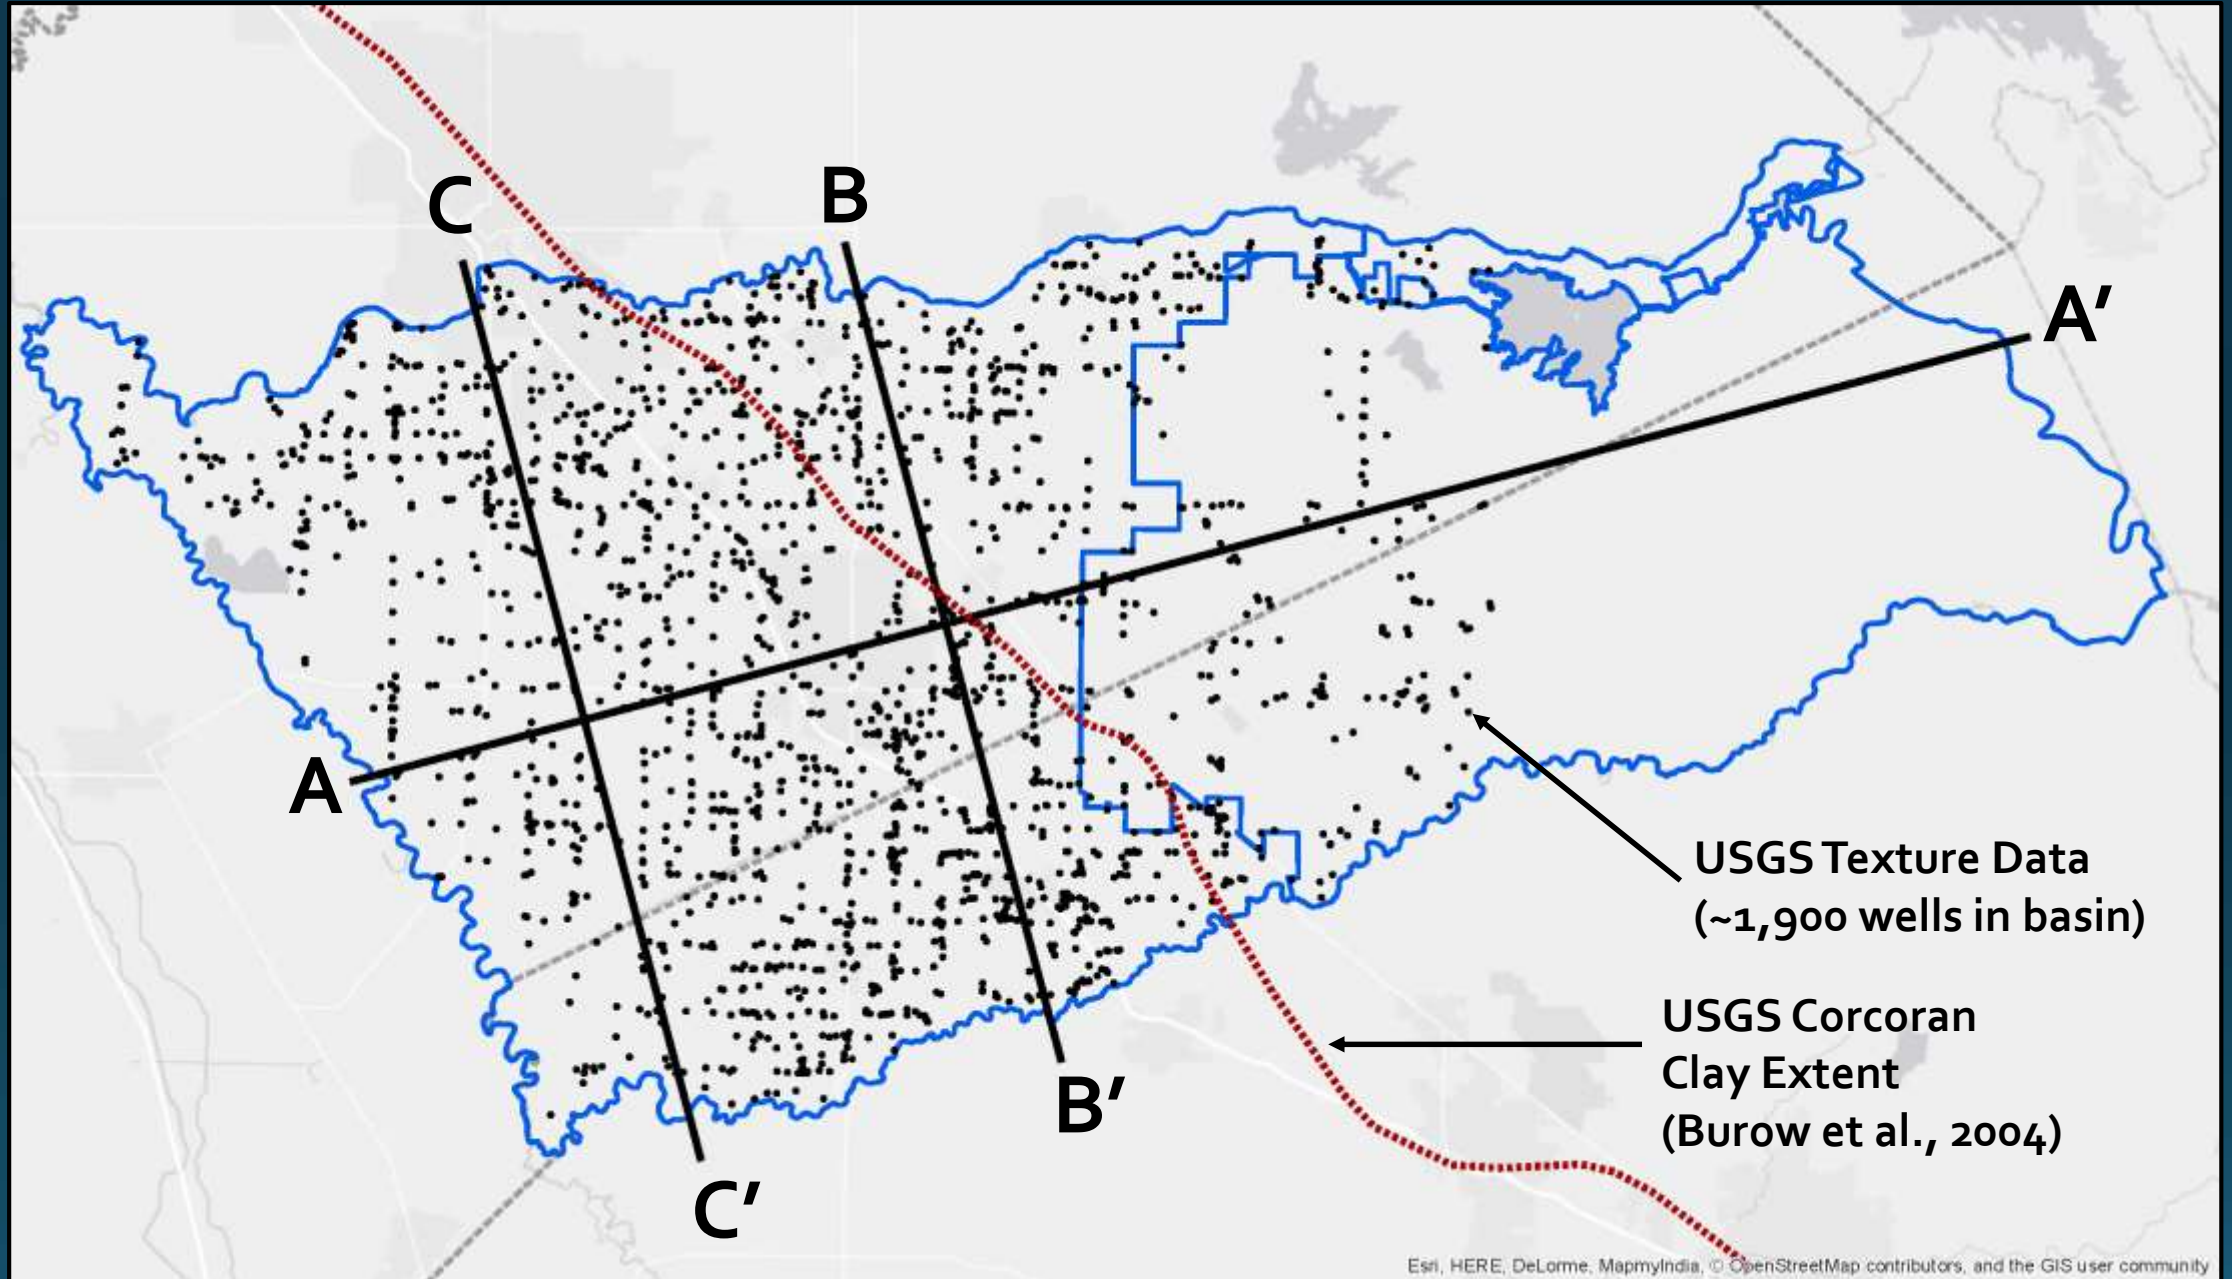 C
B
A′
A
USGS Texture Data
(~1,900 wells in basin)
USGS Corcoran
Clay Extent
(Burow et al., 2004)
B′
C′
Esri, HERE, DeLorme, MapmyIndia, © OpenStreetMap contributors, and the GIS user community